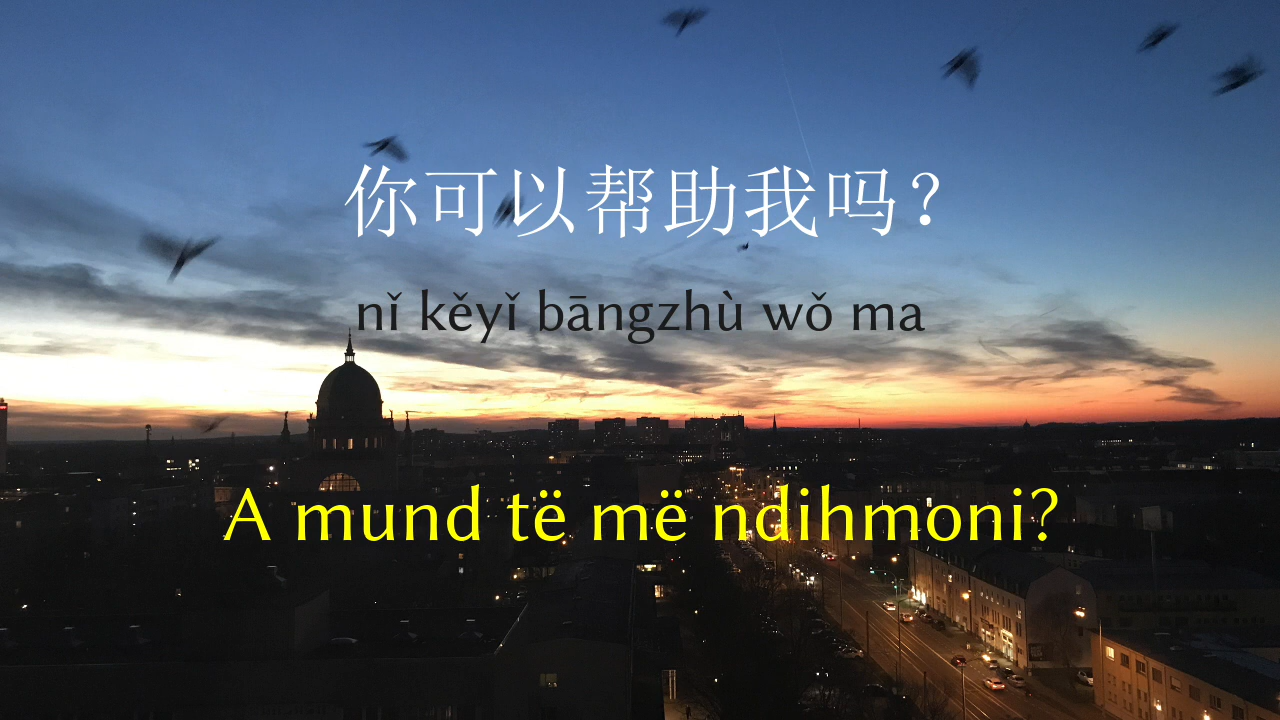 你可以帮助我吗？
nǐ kěyǐ bāngzhù wǒ ma
A mund të më ndihmoni?